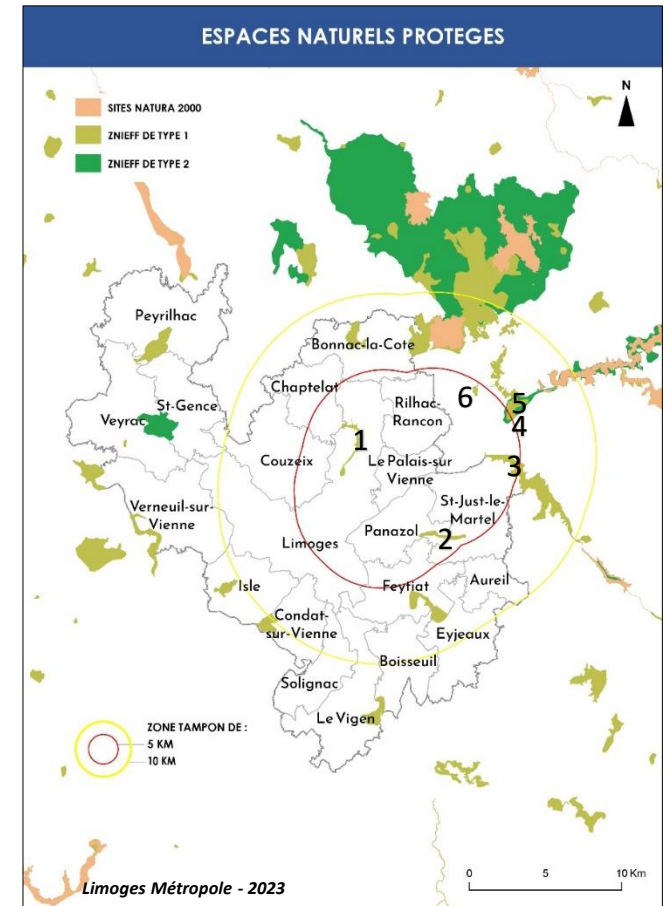 ESPACES NATURELS PROTEGES
SITES NATURA 2000
ZNIEFF DE TYPE 1
ZNIEFF DE TYPE 2
N
Peyrilhac
Bonnac-la-Cote
Chaptelat
6
5
St-Gence
Rilhac-
Rancon
4
Veyrac
1
Couzeix
Le Palais-sur
Vienne
3
Verneuil-sur-
Vienne
St-Just-le-
Martel
Panazol
2
Limoges
Isle
Feytiat
Aureil
Condat
-sur-Vienne
Eyjeaux
Boisseuil
Solignac
Le Vigen
ZONE TAMPON DE :
5 KM
10 KM
Limoges Métropole - 2023
0 5 10 Km